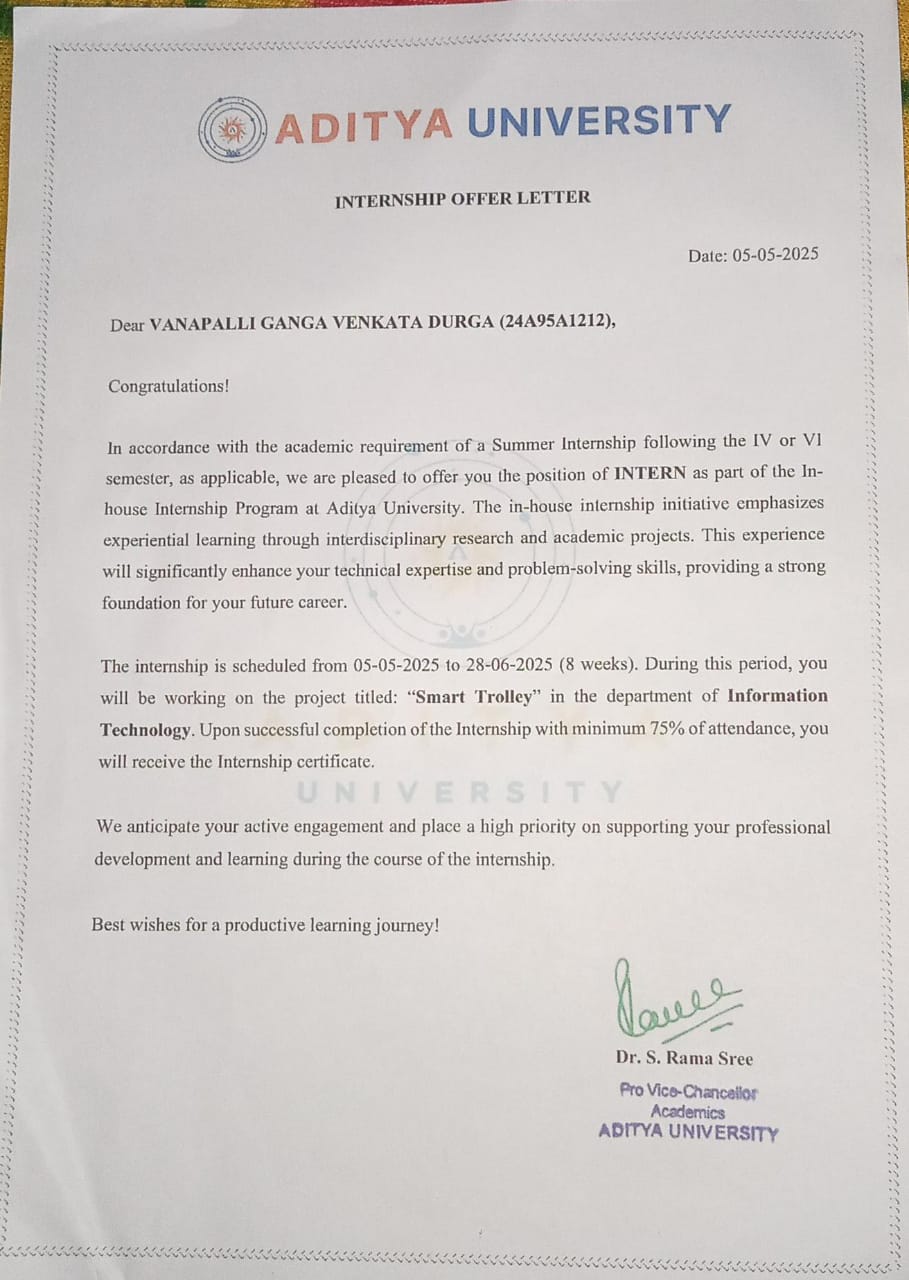 ADITYA UNIVERSITY
INTERNSHIP OFFER LETTER
Date: 05-05-2025
Dear VANAPALLI GANGA VENKATA DURGA (24A95A1212),
Congratulations!
In accordance with the academic requirement of a Summer Internship following the IV or VI
semester, as applicable, we are pleased to offer you the position of INTERN as part of the In-
house Internship Program at Aditya University. The in-house internship initiative emphasizes
experiential learning through interdisciplinary research and academic projects. This experience
will significantly enhance your technical expertise and problem-solving skills, providing a strong
foundation for your future career.
The internship is scheduled from 05-05-2025 to 28-06-2025 (8 weeks). During this period, you
will be working on the project titled: “Smart Trolley” in the department of Information
Technology. Upon successful completion of the Internship with minimum 75% of attendance, you
will receive the Internship certificate.
UNIVERSITY
We anticipate your active engagement and place a high priority on supporting your professional
development and learning during the course of the internship.
Best wishes for a productive learning journey!
Dr. S. Rama Sree
Pro Vice-Chancellor
Academics
ADITYA UNIVERSITY